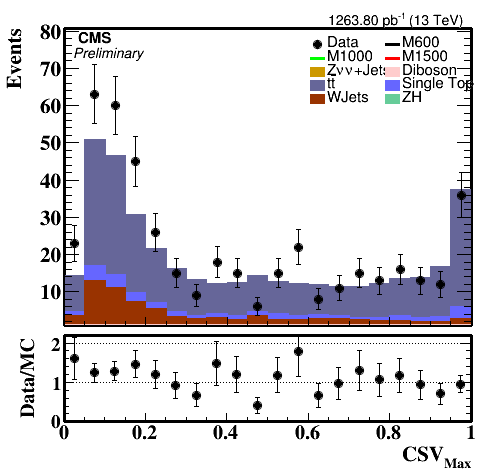 1263.80 pb⁻¹ (13 TeV)
CMS
Preliminary
Data
M600
M1000
M1500
Zνν+Jets
Diboson
tt
Single Top
WJets
ZH
Events
80
70
60
50
40
30
20
10
Data/MC
2
1
0
0 0.2 0.4 0.6 0.8 1
CSV_Max